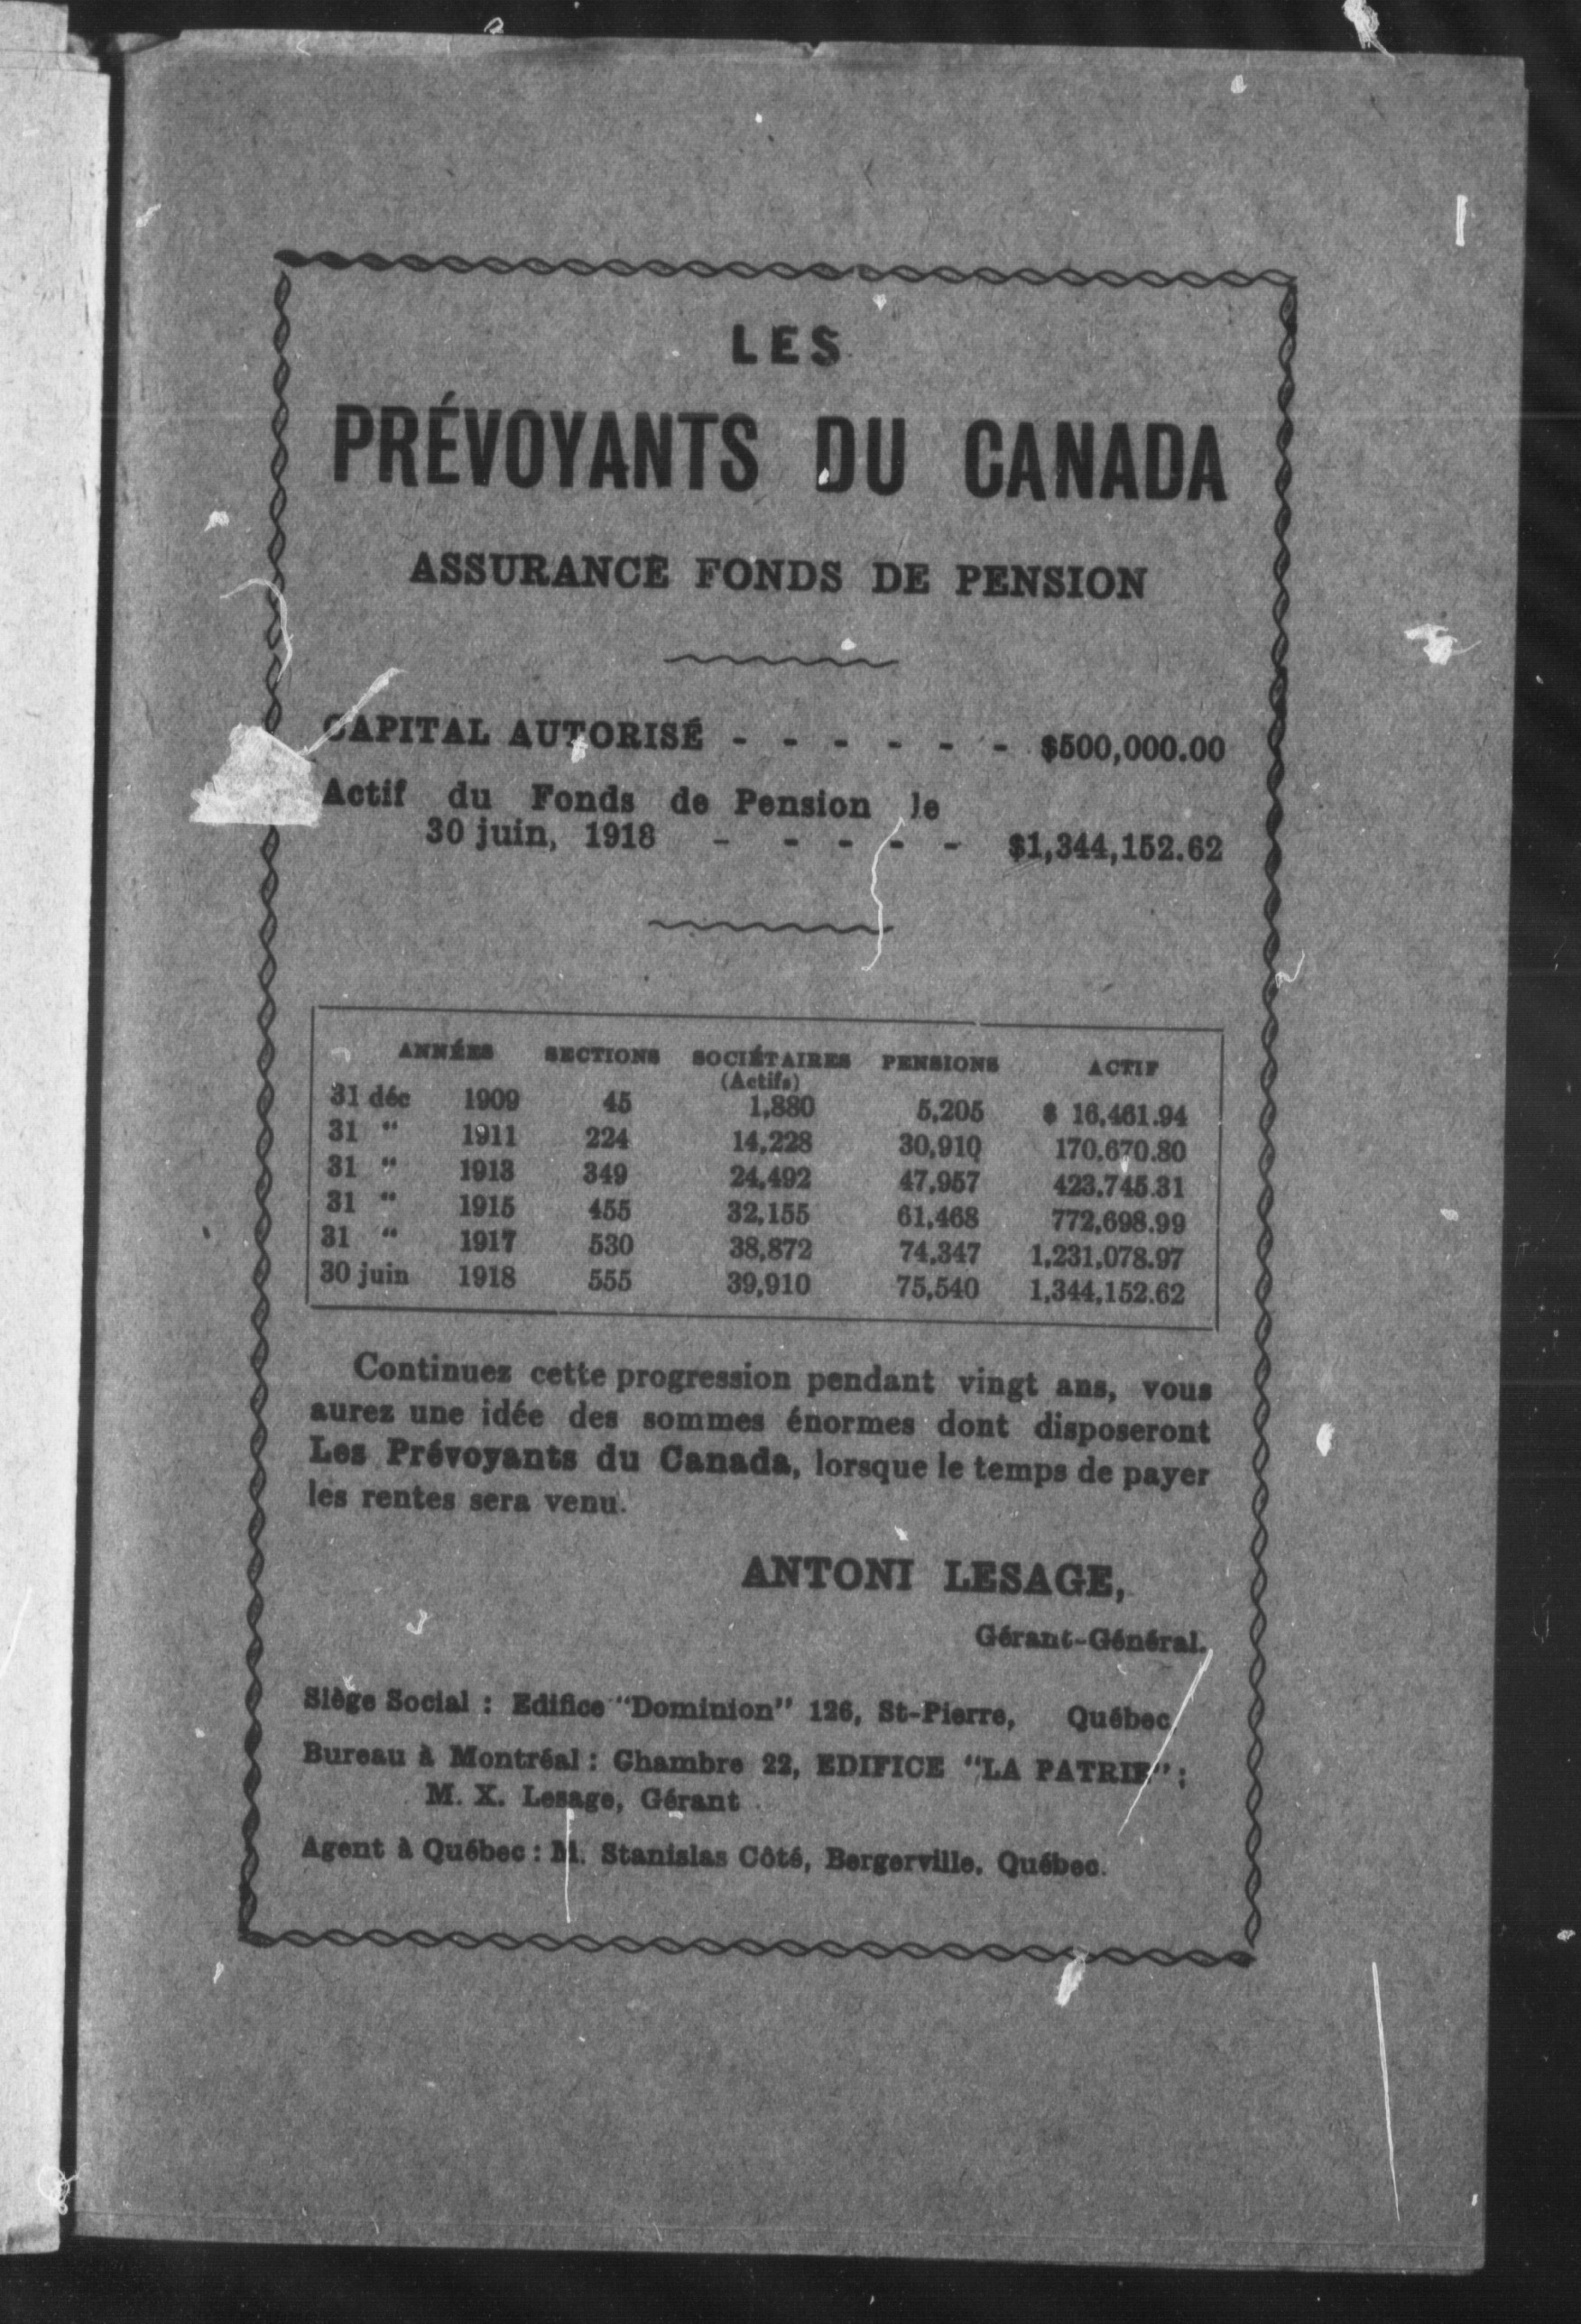 LES
PRÉVOYANTS DU CANADA
ASSURANCE FONDS DE PENSION
CAPITAL AUTORISÉ - - - - - - $500,000.00
Actif du Fonds de Pension le
30 juin, 1918 - - - - - $1,344,152.62
ANNÉES SECTIONS SOCIÉTAIRES PENSIONS ACTIF
(Actifs)
31 déc 1909 45 1,880 5,205 $ 16,461.94
31 " 1911 224 14,228 30,910 170.670.80
31 " 1913 349 24,492 47,957 423.745.31
31 " 1915 455 32,155 61,468 772,698.99
31 " 1917 530 38,872 74,347 1,231,078.97
30 juin 1918 555 39,910 75,540 1,344,152.62
Continuez cette progression pendant vingt ans, vous
aurez une idée des sommes énormes dont disposeront
Les Prévoyants du Canada, lorsque le temps de payer
les rentes sera venu.
ANTONI LESAGE,
Gérant-Général.
Siège Social : Edifice "Dominion" 126, St-Pierre, Québec
Bureau à Montréal : Chambre 22, EDIFICE "LA PATRIE" ;
M. X. Lesage, Gérant
Agent à Québec : M. Stanislas Côté, Bergerville, Québec.